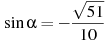 sin α = −√51/10